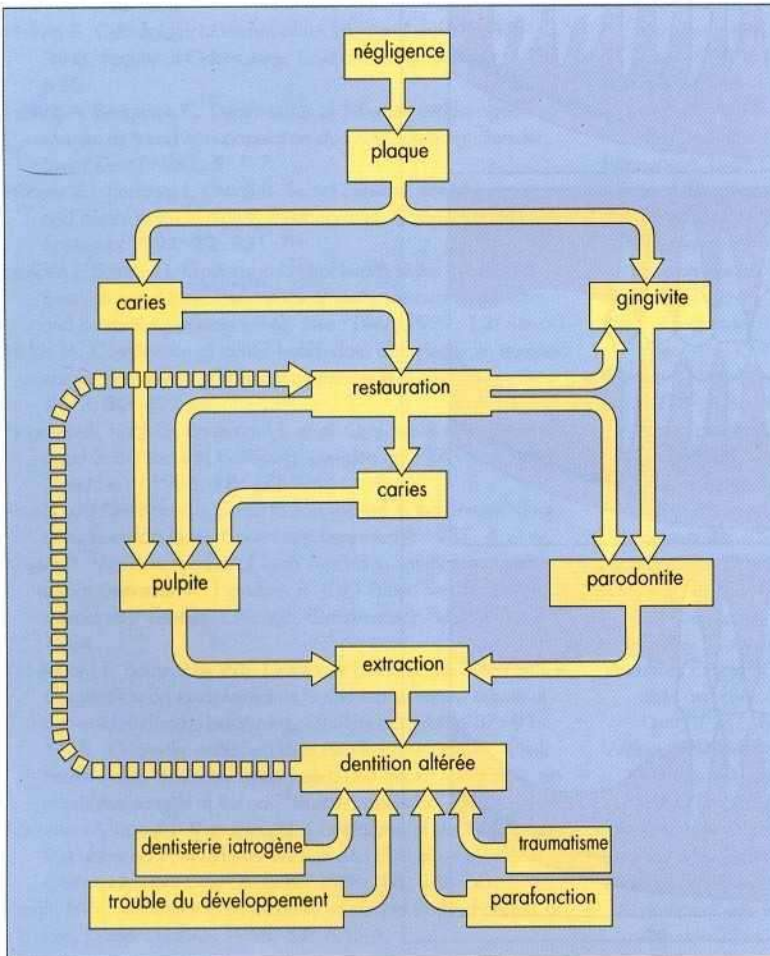 négligence
plaque
caries
gingivite
restauration
caries
pulpite
parodontite
extraction
dentition altérée
dentisterie iatrogène
traumatisme
trouble du développement
parafonction